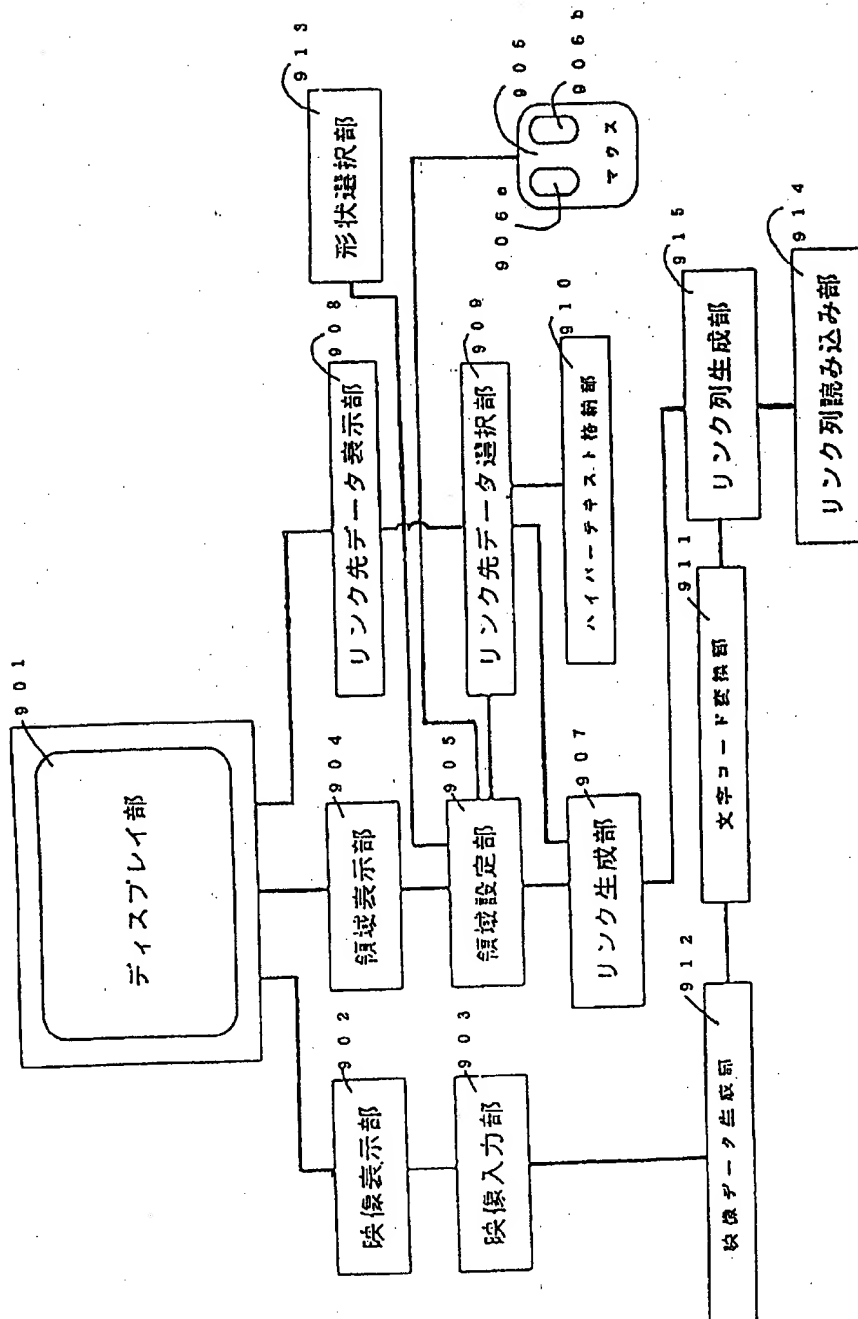 ディスプレイ部
901
映像表示部
902
領域表示部
904
リンク先データ表示部
908
形状選択部
913
映像入力部
903
領域設定部
905
リンク先データ選択部
909
マウス
906
906a
906b
リンク生成部
907
ハイパーテキスト格納部
910
映像データ生成部
912
文字コード変換部
911
リンク列生成部
915
リンク列読み込み部
914